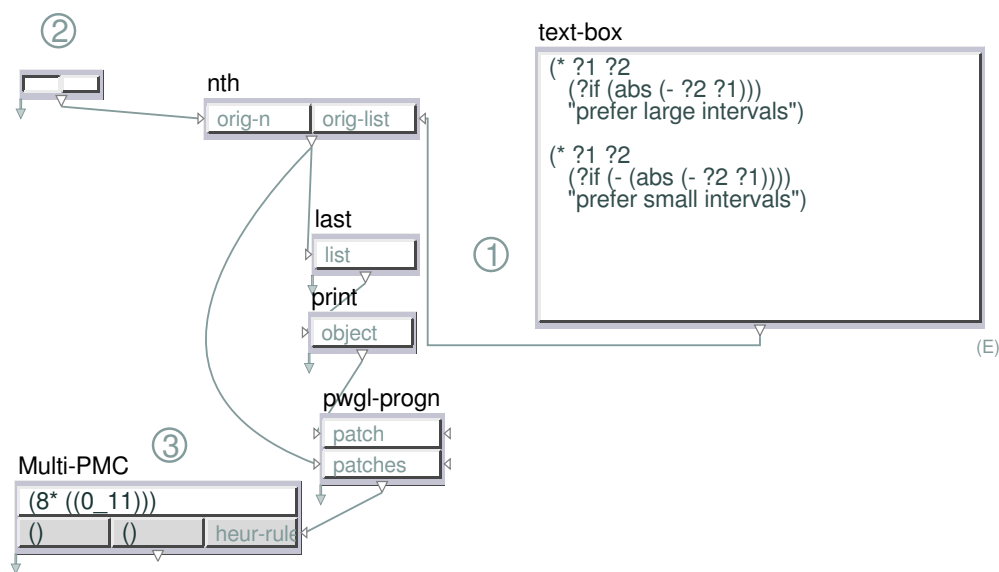 ②
text-box
(* ?1 ?2
(?if (abs (- ?2 ?1)))
"prefer large intervals")
(* ?1 ?2
(?if (- (abs (- ?2 ?1))))
"prefer small intervals")
(E)
nth
orig-n orig-list
①
last
list
print
object
pwgl-progn
patch
patches
③
Multi-PMC
(8* ((0_11)))
() () heur-rule